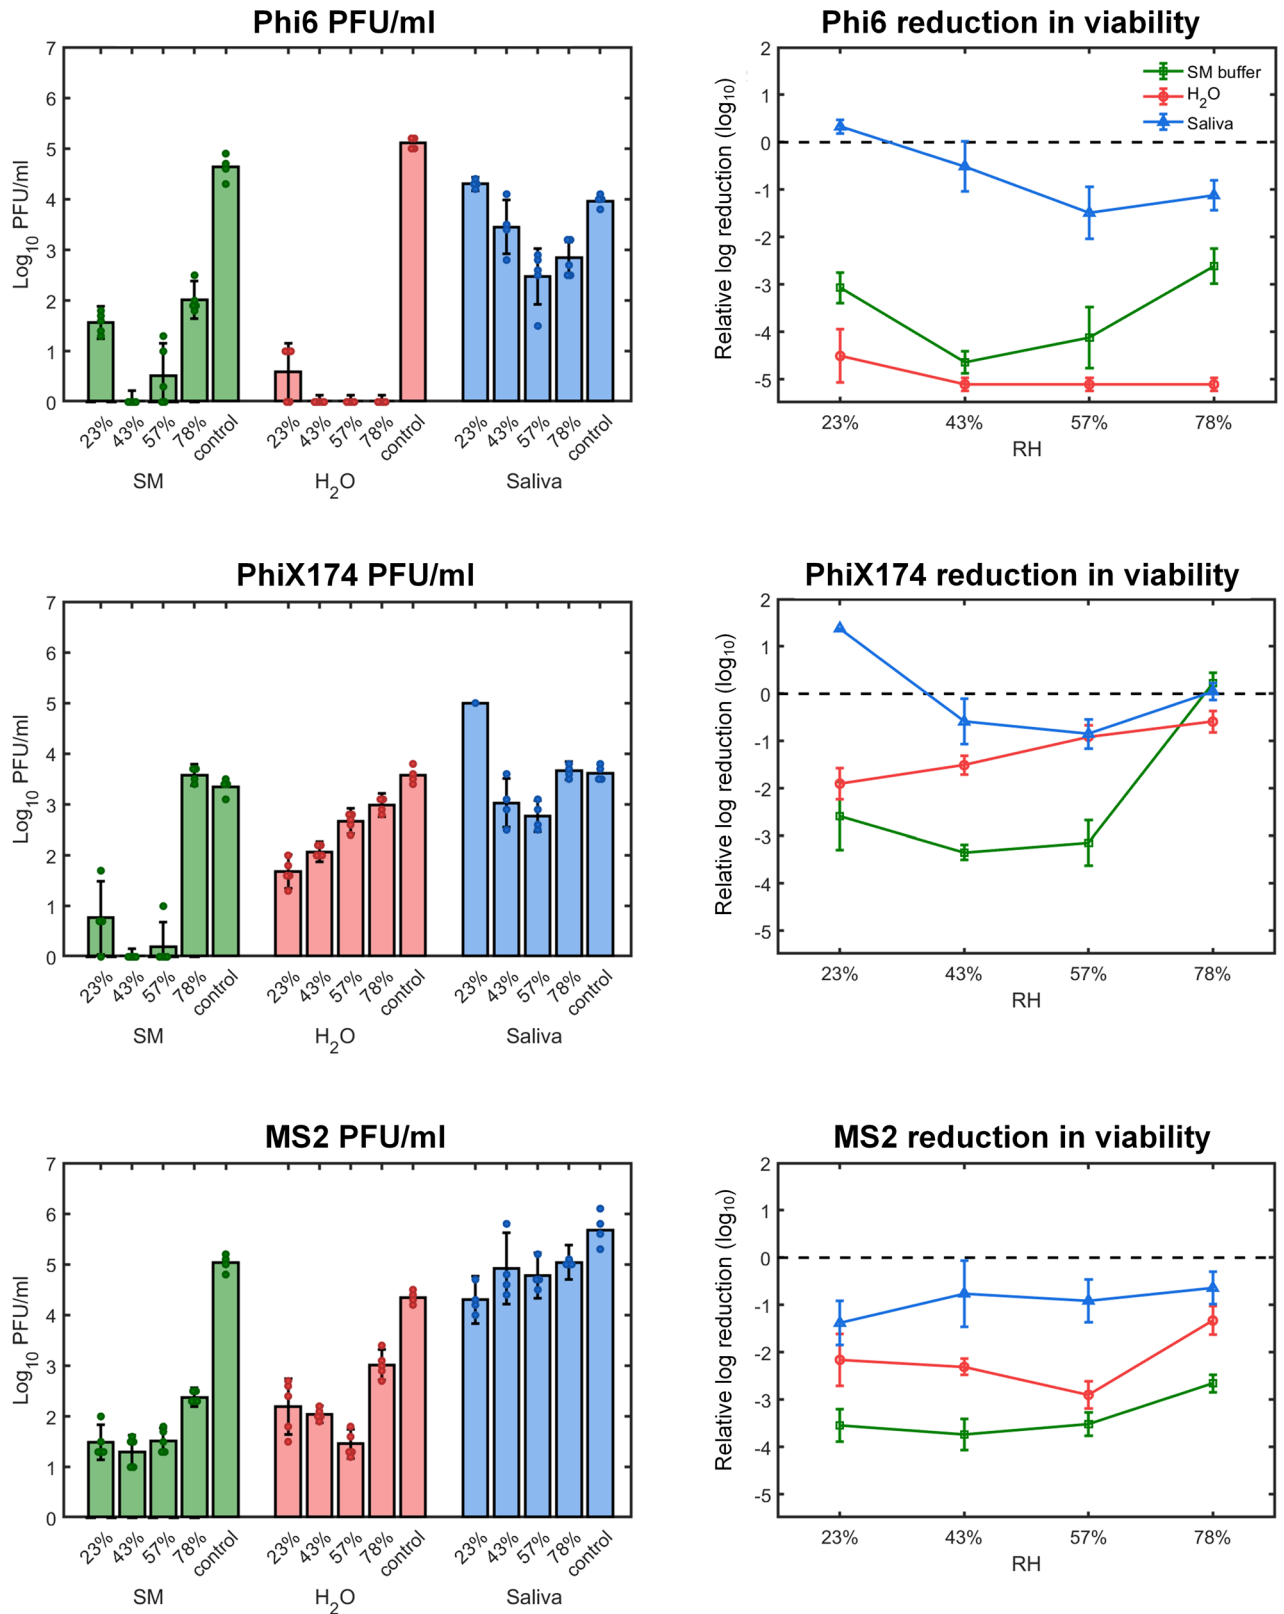 Phi6 PFU/ml
7
6
5
4
3
2
1
0
Log10 PFU/ml
23% 43% 57% 78% control 23% 43% 57% 78% control 23% 43% 57% 78% control
SM H2O Saliva
Phi6 reduction in viability
2
1
0
-1
-2
-3
-4
-5
Relative log reduction (log10)
SM buffer
H2O
Saliva
23% 43% 57% 78%
RH
PhiX174 PFU/ml
7
6
5
4
3
2
1
0
Log10 PFU/ml
23% 43% 57% 78% control 23% 43% 57% 78% control 23% 43% 57% 78% control
SM H2O Saliva
PhiX174 reduction in viability
2
1
0
-1
-2
-3
-4
-5
Relative log reduction (log10)
23% 43% 57% 78%
RH
MS2 PFU/ml
7
6
5
4
3
2
1
0
Log10 PFU/ml
23% 43% 57% 78% control 23% 43% 57% 78% control 23% 43% 57% 78% control
SM H2O Saliva
MS2 reduction in viability
2
1
0
-1
-2
-3
-4
-5
Relative log reduction (log10)
23% 43% 57% 78%
RH